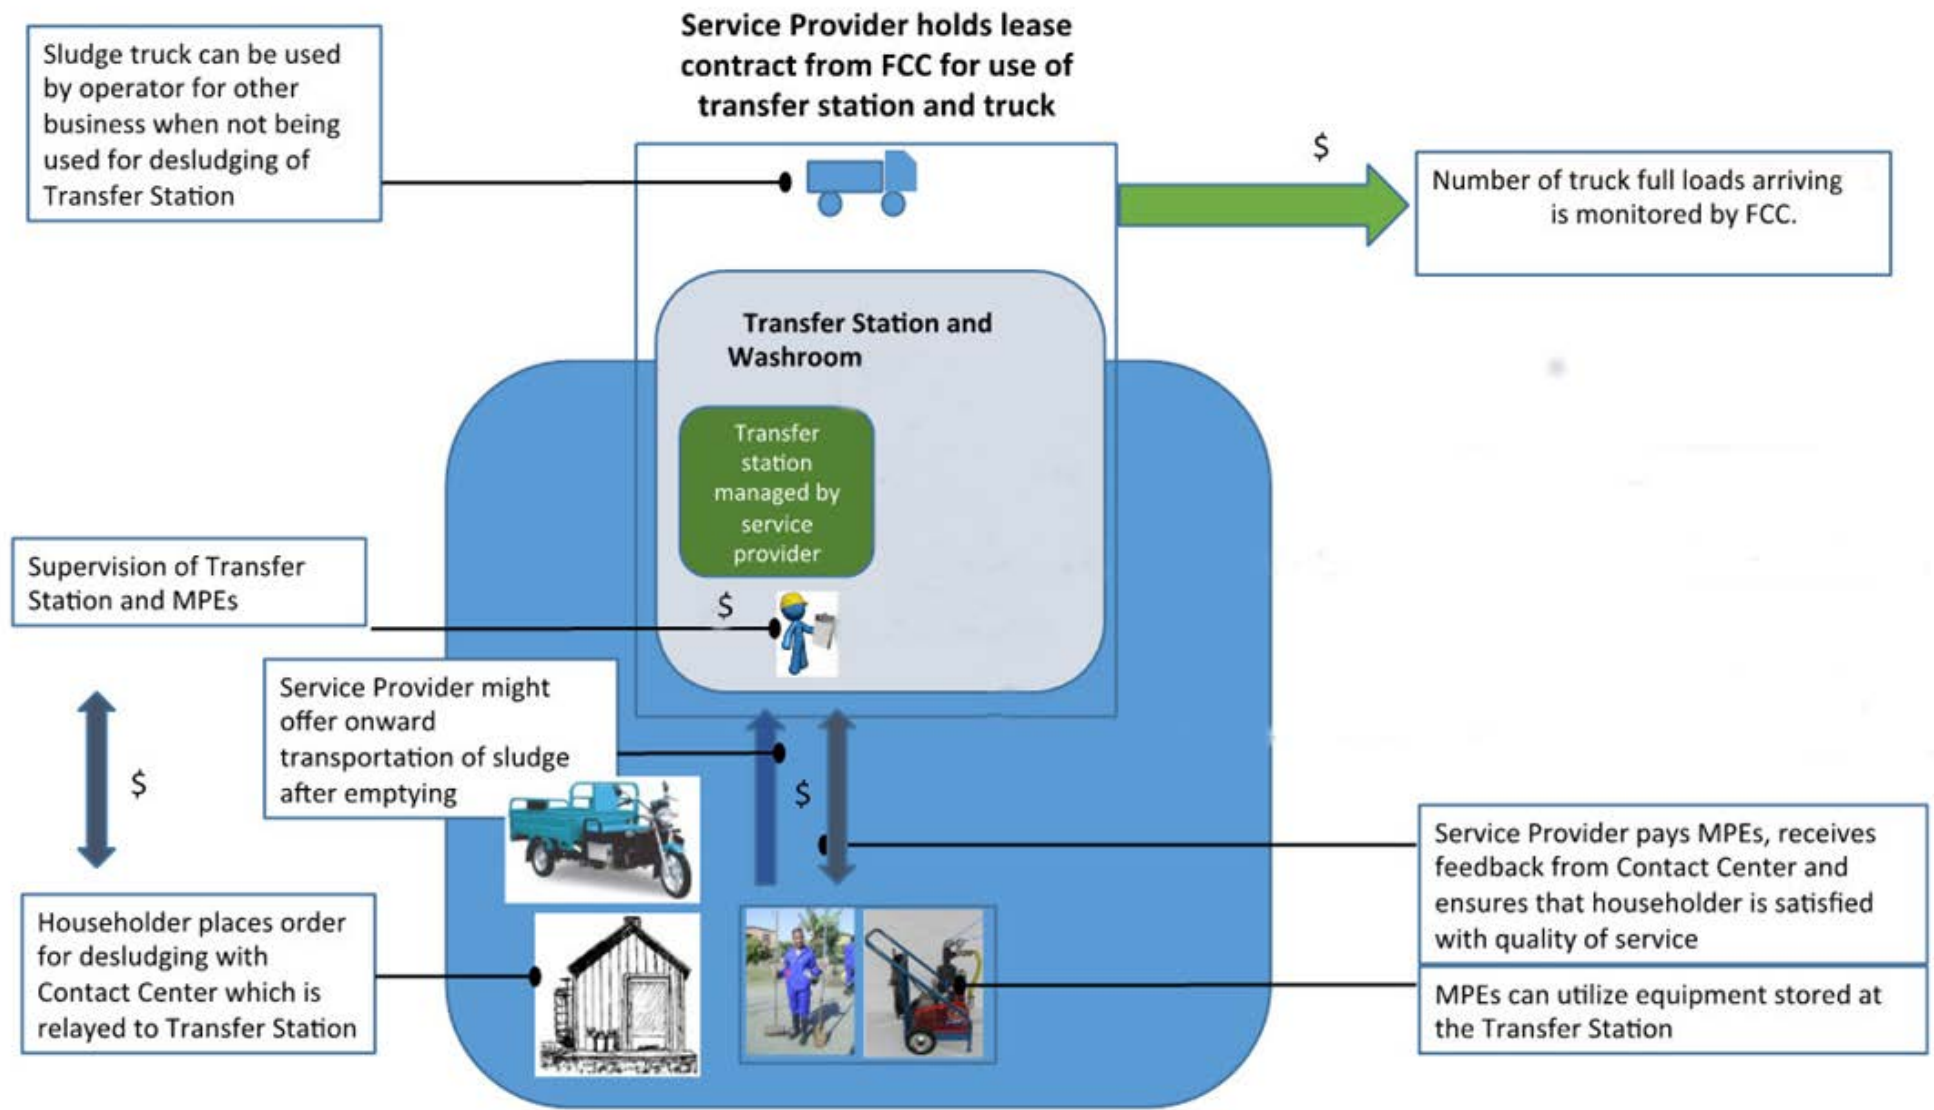 Service Provider holds lease
contract from FCC for use of
transfer station and truck
Sludge truck can be used
by operator for other
business when not being
used for desludging of
Transfer Station
$
Number of truck full loads arriving
is monitored by FCC.
Transfer Station and
Washroom
Transfer
station
managed by
service
provider
Supervision of Transfer
Station and MPEs
$
Service Provider might
offer onward
transportation of sludge
after emptying
$
$
Service Provider pays MPEs, receives
feedback from Contact Center and
ensures that householder is satisfied
with quality of service
Householder places order
for desludging with
Contact Center which is
relayed to Transfer Station
MPEs can utilize equipment stored at
the Transfer Station